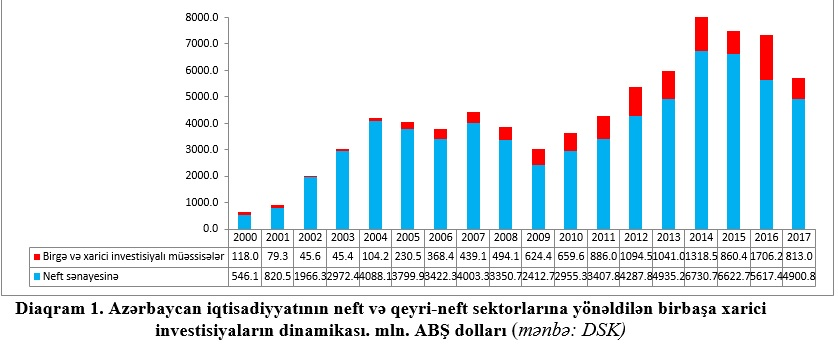 8000.0
7000.0
6000.0
5000.0
4000.0
3000.0
2000.0
1000.0
0.0
2000 2001 2002 2003 2004 2005 2006 2007 2008 2009 2010 2011 2012 2013 2014 2015 2016 2017
Birgə və xarici investisiyalı müəssisələr 118.0 79.3 45.6 45.4 104.2 230.5 368.4 439.1 494.1 624.4 659.6 886.0 1094.5 1041.0 1318.5 860.4 1706.2 813.0
Neft sənayesinə 546.1 820.5 1966.3 2972.4 4088.1 3799.9 3422.3 4003.3 3350.7 2412.7 2955.3 3407.8 4287.8 4935.2 6730.7 6622.7 5617.4 4900.8
Diaqram 1. Azərbaycan iqtisadiyyatının neft və qeyri-neft sektorlarına yönəldilən birbaşa xarici
investisiyaların dinamikası. mln. ABŞ dolları (mənbə: DSK)